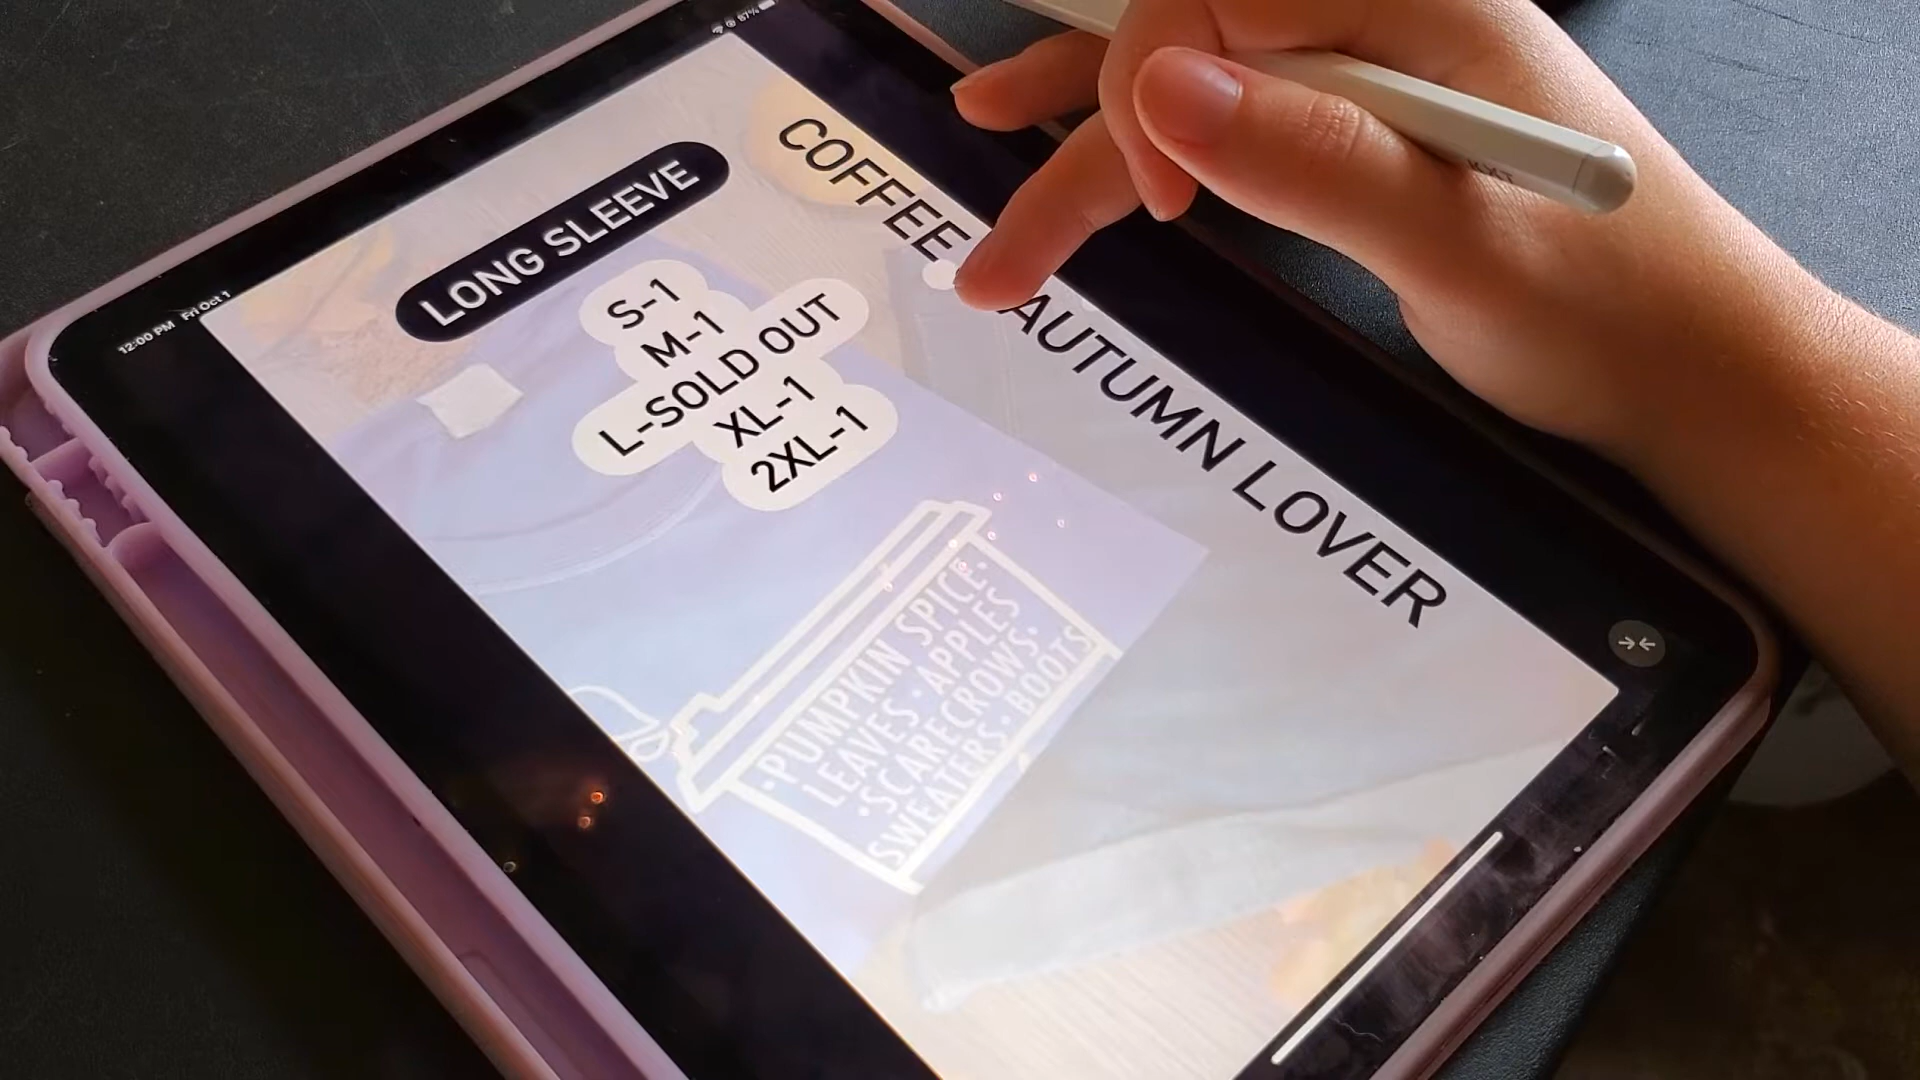 12:00 PM Fri Oct 1
67%
LONG SLEEVE
S-1
M-1
L-SOLD OUT
XL-1
2XL-1
COFFEE AUTUMN LOVER
·PUMPKIN SPICE·
LEAVES·APPLES
·SCARECROWS·
SWEATERS·BOOTS